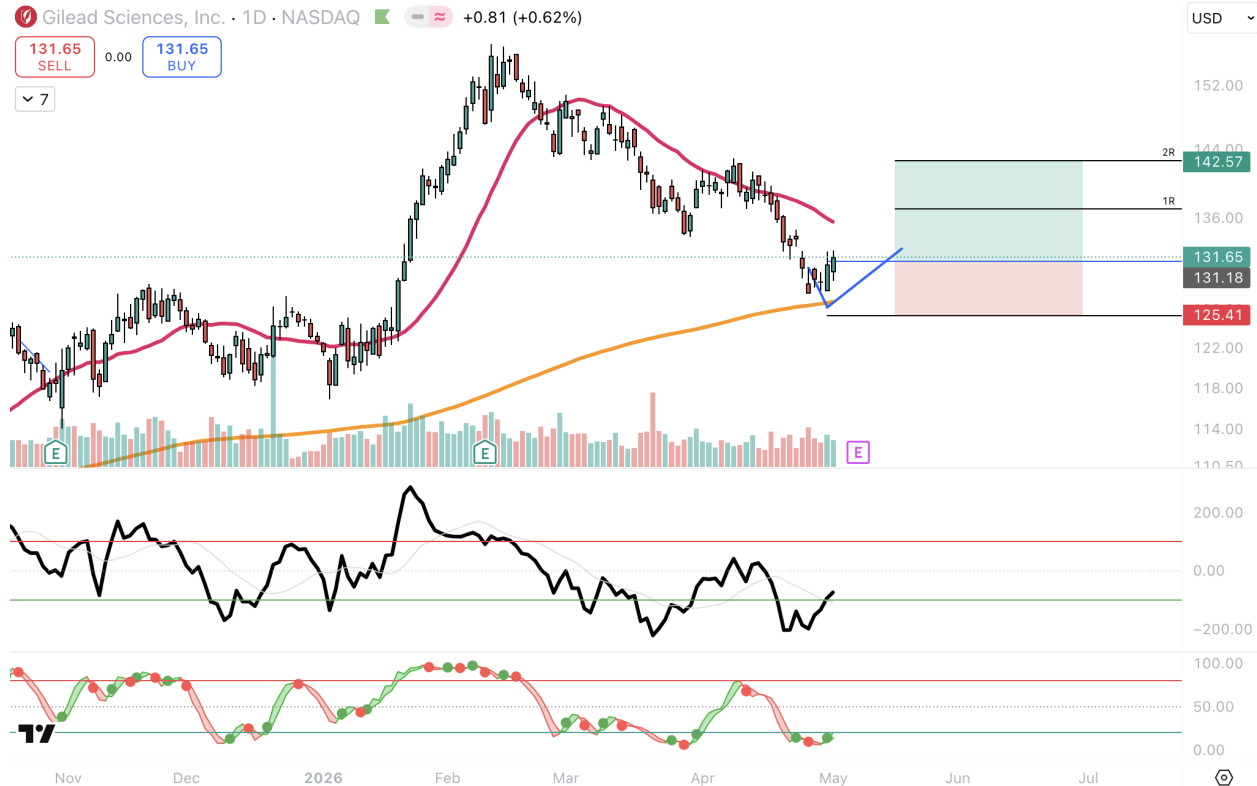 Gilead Sciences, Inc. · 1D · NASDAQ +0.81 (+0.62%)
USD
131.65 SELL
0.00
131.65 BUY
7
152.00
144.00
2R
142.57
1R
136.00
131.65
131.18
125.41
122.00
118.00
114.00
110.50
E
E
E
200.00
0.00
−200.00
100.00
50.00
0.00
Nov Dec 2026 Feb Mar Apr May Jun Jul